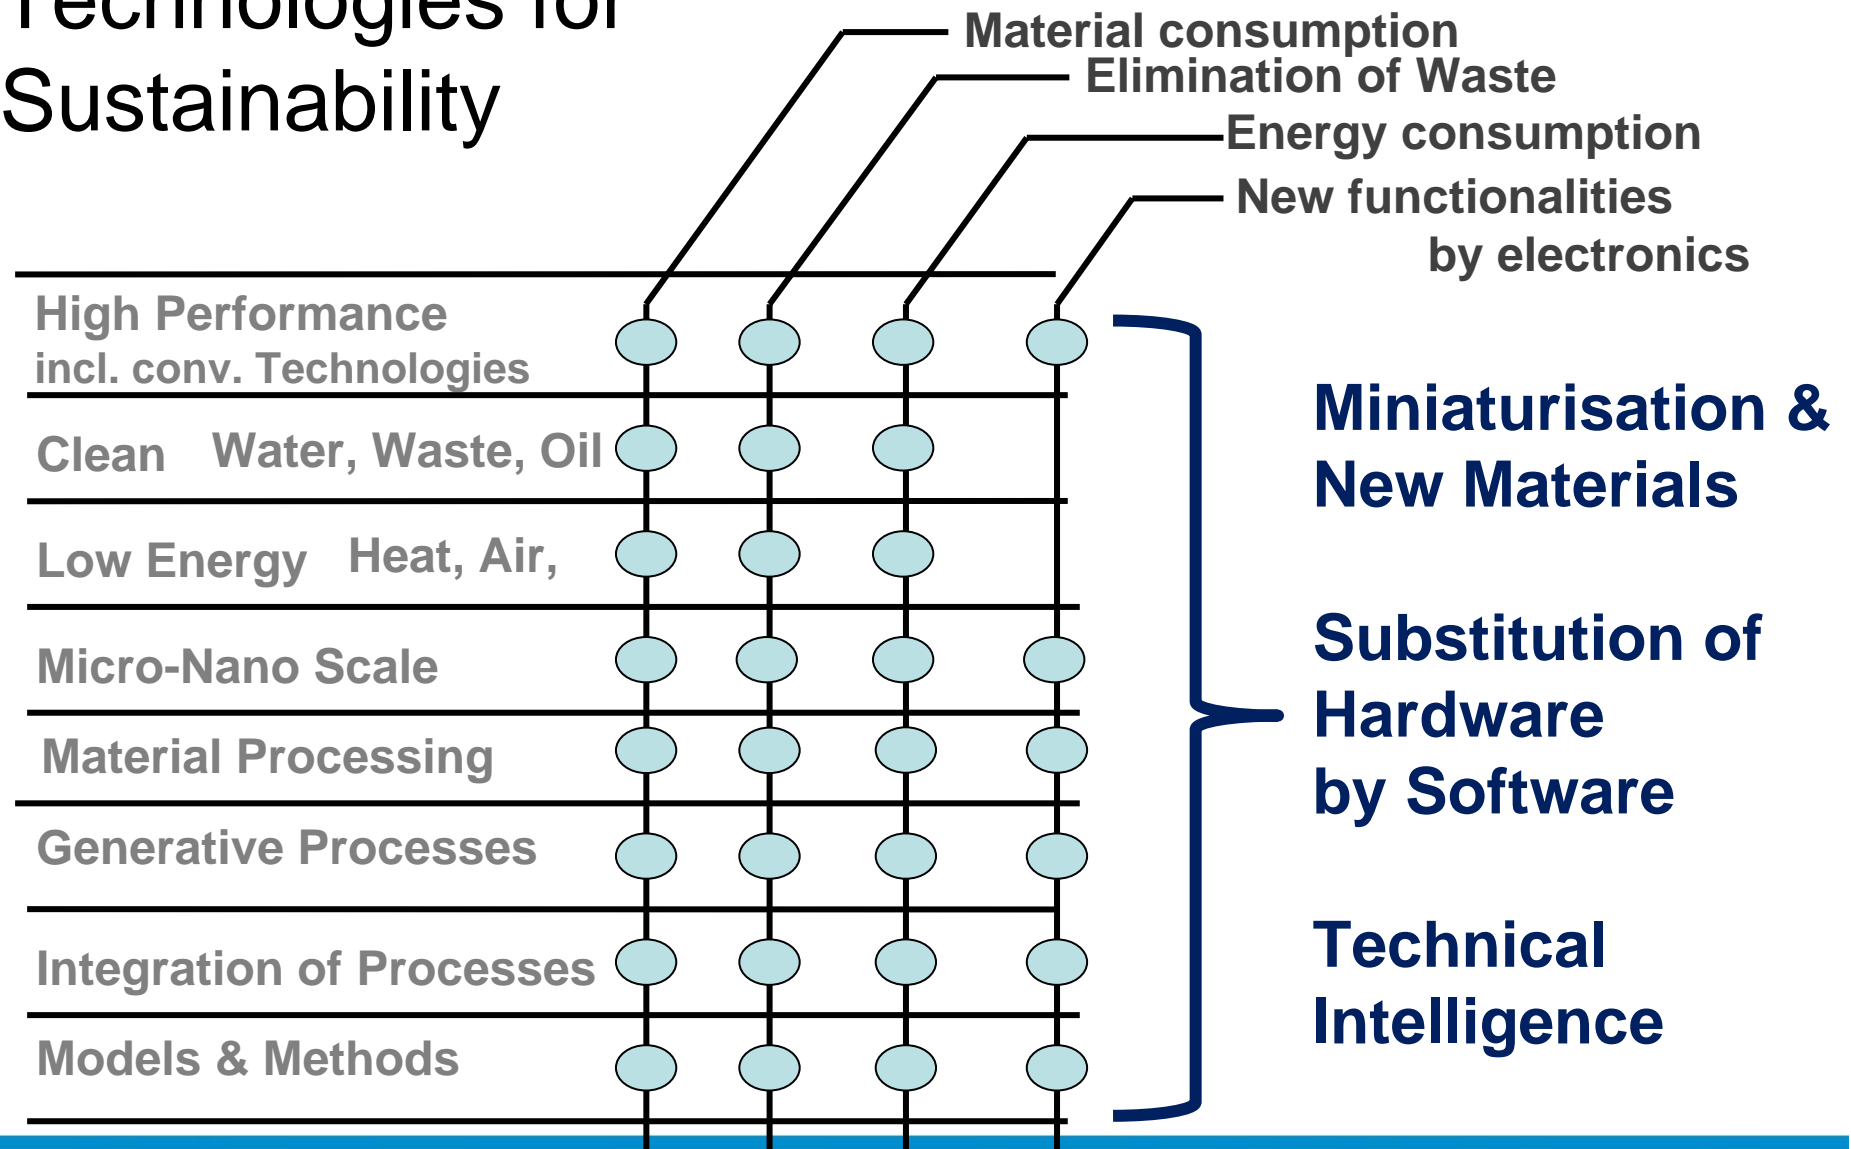 Technologies for
Sustainability
Material consumption
Elimination of Waste
Energy consumption
New functionalities
by electronics
High Performance
incl. conv. Technologies
Clean Water, Waste, Oil
Low Energy Heat, Air,
Micro-Nano Scale
Material Processing
Generative Processes
Integration of Processes
Models & Methods
Miniaturisation &
New Materials
Substitution of
Hardware
by Software
Technical
Intelligence